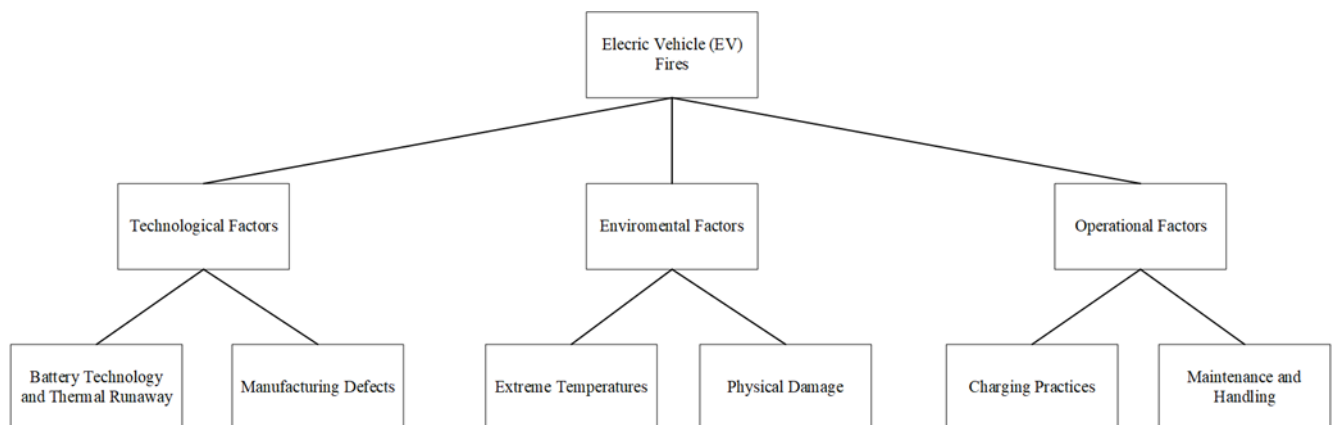 Elecric Vehicle (EV)
Fires
Technological Factors
Enviromental Factors
Operational Factors
Battery Technology
and Thermal Runaway
Manufacturing Defects
Extreme Temperatures
Physical Damage
Charging Practices
Maintenance and
Handling